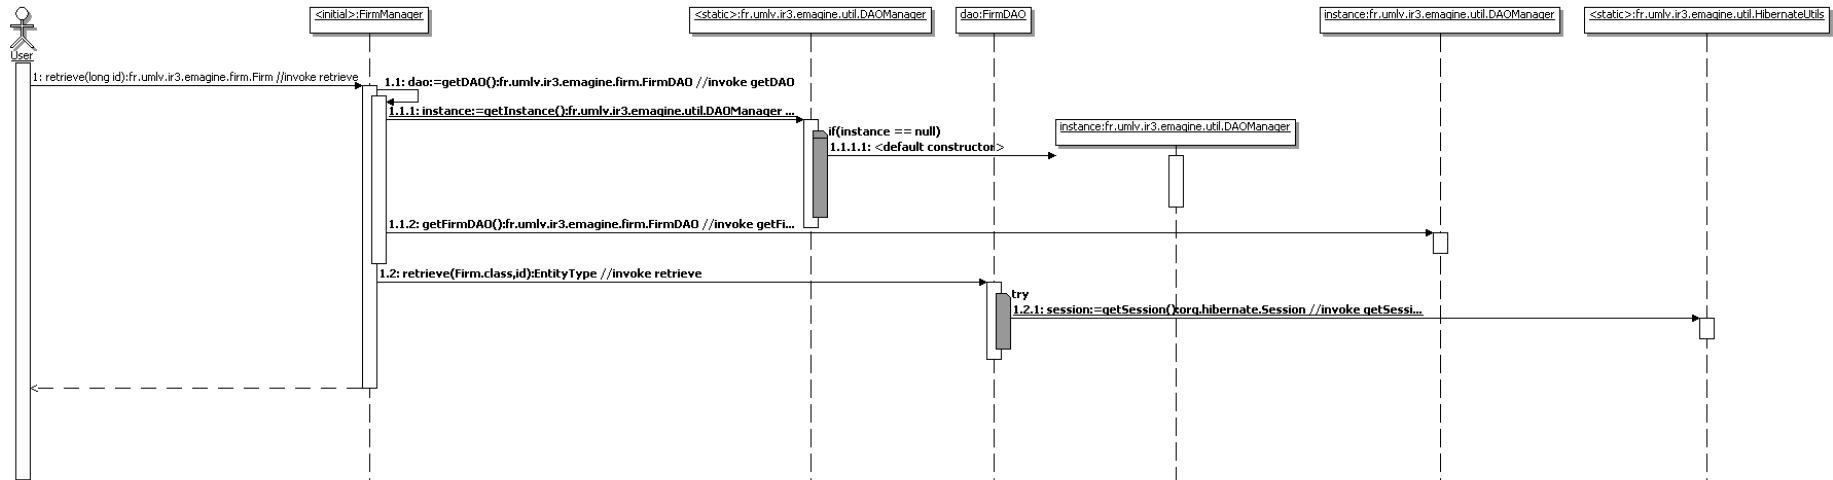 <initial>:FirmManager
<static>:fr.umlv.ir3.emagine.util.DAOManager
dao:FirmDAO
instance:fr.umlv.ir3.emagine.util.DAOManager
<static>:fr.umlv.ir3.emagine.util.HibernateUtils
User
1: retrieve(long id):fr.umlv.ir3.emagine.firm.Firm //invoke retrieve
1.1: dao:=getDAO():fr.umlv.ir3.emagine.firm.FirmDAO //invoke getDAO
1.1.1: instance:=getInstance():fr.umlv.ir3.emagine.util.DAOManager ...
if(instance == null)
instance:fr.umlv.ir3.emagine.util.DAOManager
1.1.1.1: <default constructor>
1.1.2: getFirmDAO():fr.umlv.ir3.emagine.firm.FirmDAO //invoke getFi...
1.2: retrieve(Firm.class,id):EntityType //invoke retrieve
try
1.2.1: session:=getSession():org.hibernate.Session //invoke getSessi...